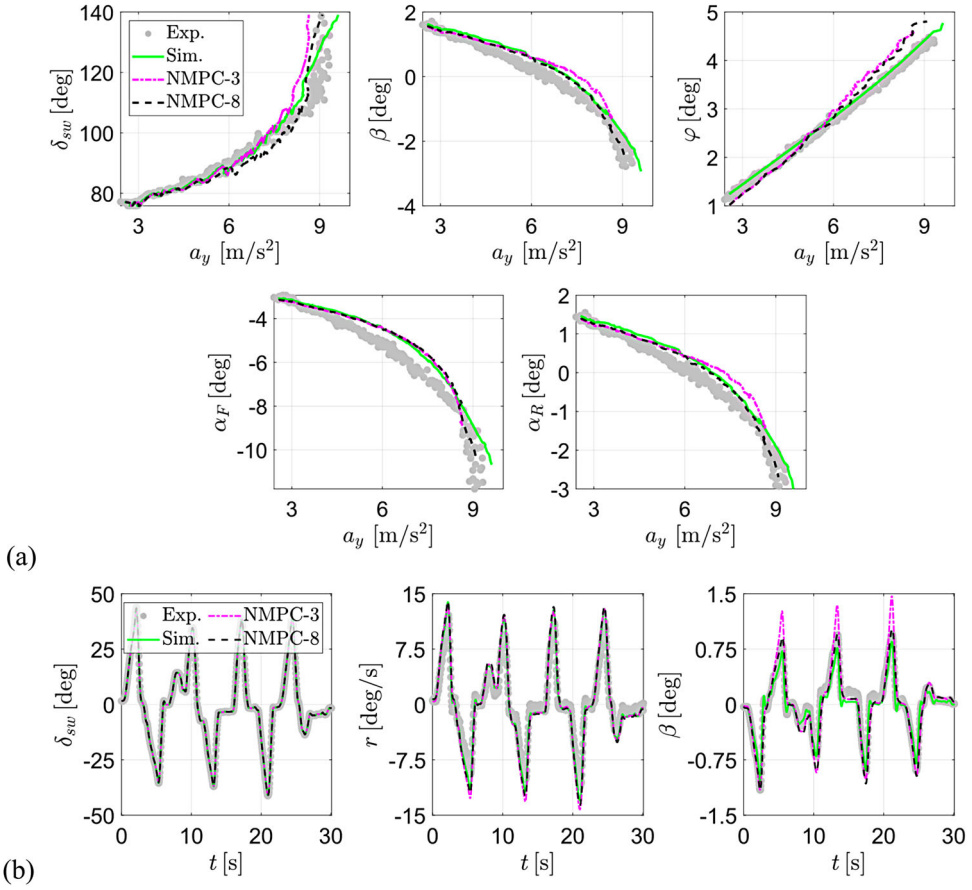 140
120
100
80
3
6
9
δsw [deg]
ay [m/s²]
Exp.
Sim.
NMPC-3
NMPC-8
2
0
-2
-4
3
6
9
β [deg]
ay [m/s²]
5
4
3
2
1
3
6
9
φ [deg]
ay [m/s²]
-4
-6
-8
-10
3
6
9
αF [deg]
ay [m/s²]
2
1
0
-1
-2
-3
3
6
9
αR [deg]
ay [m/s²]
(a)
50
25
0
-25
-50
0
10
20
30
δsw [deg]
t [s]
Exp.
NMPC-3
Sim.
NMPC-8
15
7.5
0
-7.5
-15
0
10
20
30
r [deg/s]
t [s]
1.5
0.75
0
-0.75
-1.5
0
10
20
30
β [deg]
t [s]
(b)